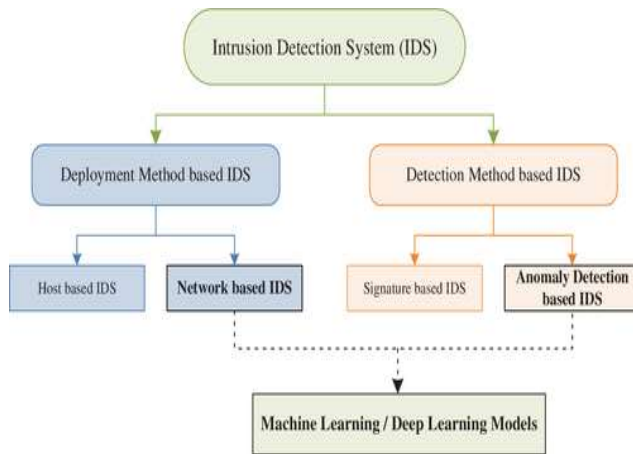 Intrusion Detection System (IDS)
Deployment Method based IDS
Detection Method based IDS
Host based IDS
Network based IDS
Signature based IDS
Anomaly Detection
based IDS
Machine Learning / Deep Learning Models